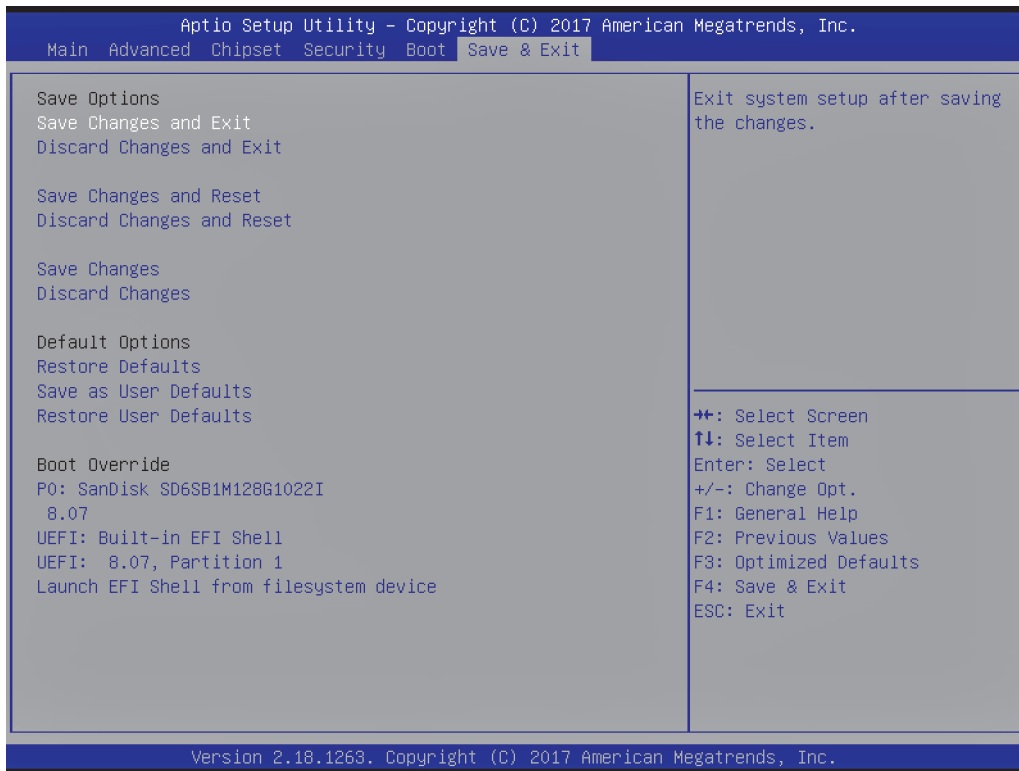 Aptio Setup Utility – Copyright (C) 2017 American Megatrends, Inc.
Main Advanced Chipset Security Boot Save & Exit
Save Options
Save Changes and Exit
Discard Changes and Exit
Save Changes and Reset
Discard Changes and Reset
Save Changes
Discard Changes
Default Options
Restore Defaults
Save as User Defaults
Restore User Defaults
Boot Override
P0: SanDisk SD6SB1M128G1022I
8.07
UEFI: Built-in EFI Shell
UEFI: 8.07, Partition 1
Launch EFI Shell from filesystem device
Exit system setup after saving
the changes.
→←: Select Screen
↑↓: Select Item
Enter: Select
+/-: Change Opt.
F1: General Help
F2: Previous Values
F3: Optimized Defaults
F4: Save & Exit
ESC: Exit
Version 2.18.1263. Copyright (C) 2017 American Megatrends, Inc.